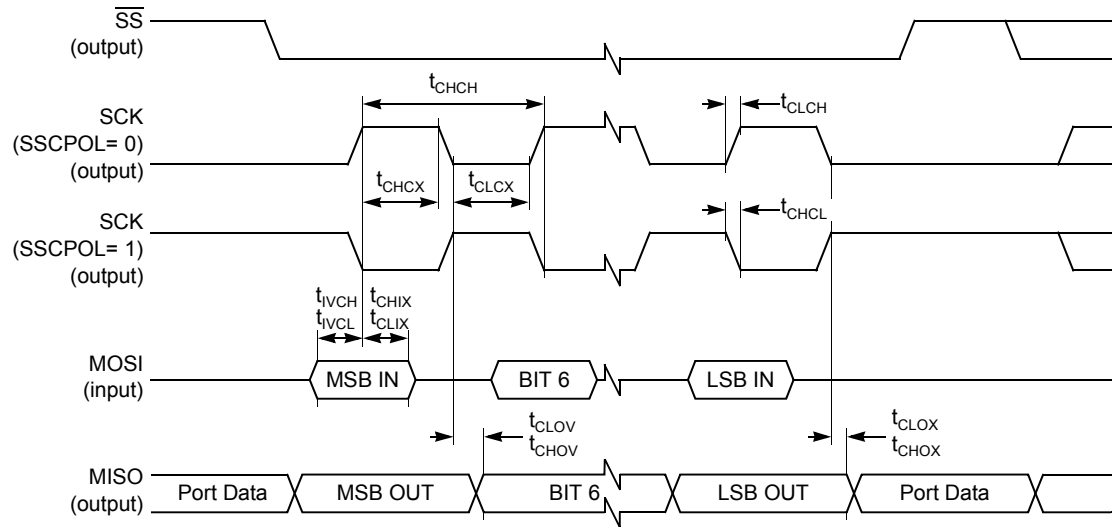 SS
(output)
tCHCH
tCLCH
SCK
(SSCPOL= 0)
(output)
tCHCX
tCLCX
tCHCL
SCK
(SSCPOL= 1)
(output)
tIVCH
tCHIX
tIVCL
tCLIX
MOSI
(input)
MSB IN
BIT 6
LSB IN
tCLOV
tCHOV
tCLOX
tCHOX
MISO
(output)
Port Data
MSB OUT
BIT 6
LSB OUT
Port Data